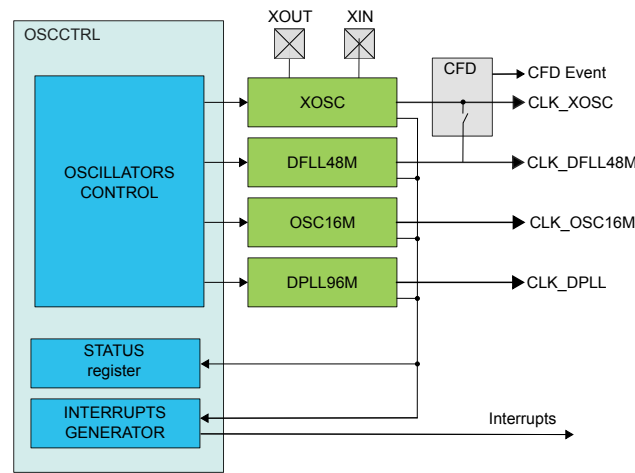 XOUT
XIN
OSCCTRL
CFD
CFD Event
XOSC
CLK_XOSC
OSCILLATORS
CONTROL
DFLL48M
CLK_DFLL48M
OSC16M
CLK_OSC16M
DPLL96M
CLK_DPLL
STATUS
register
INTERRUPTS
GENERATOR
Interrupts